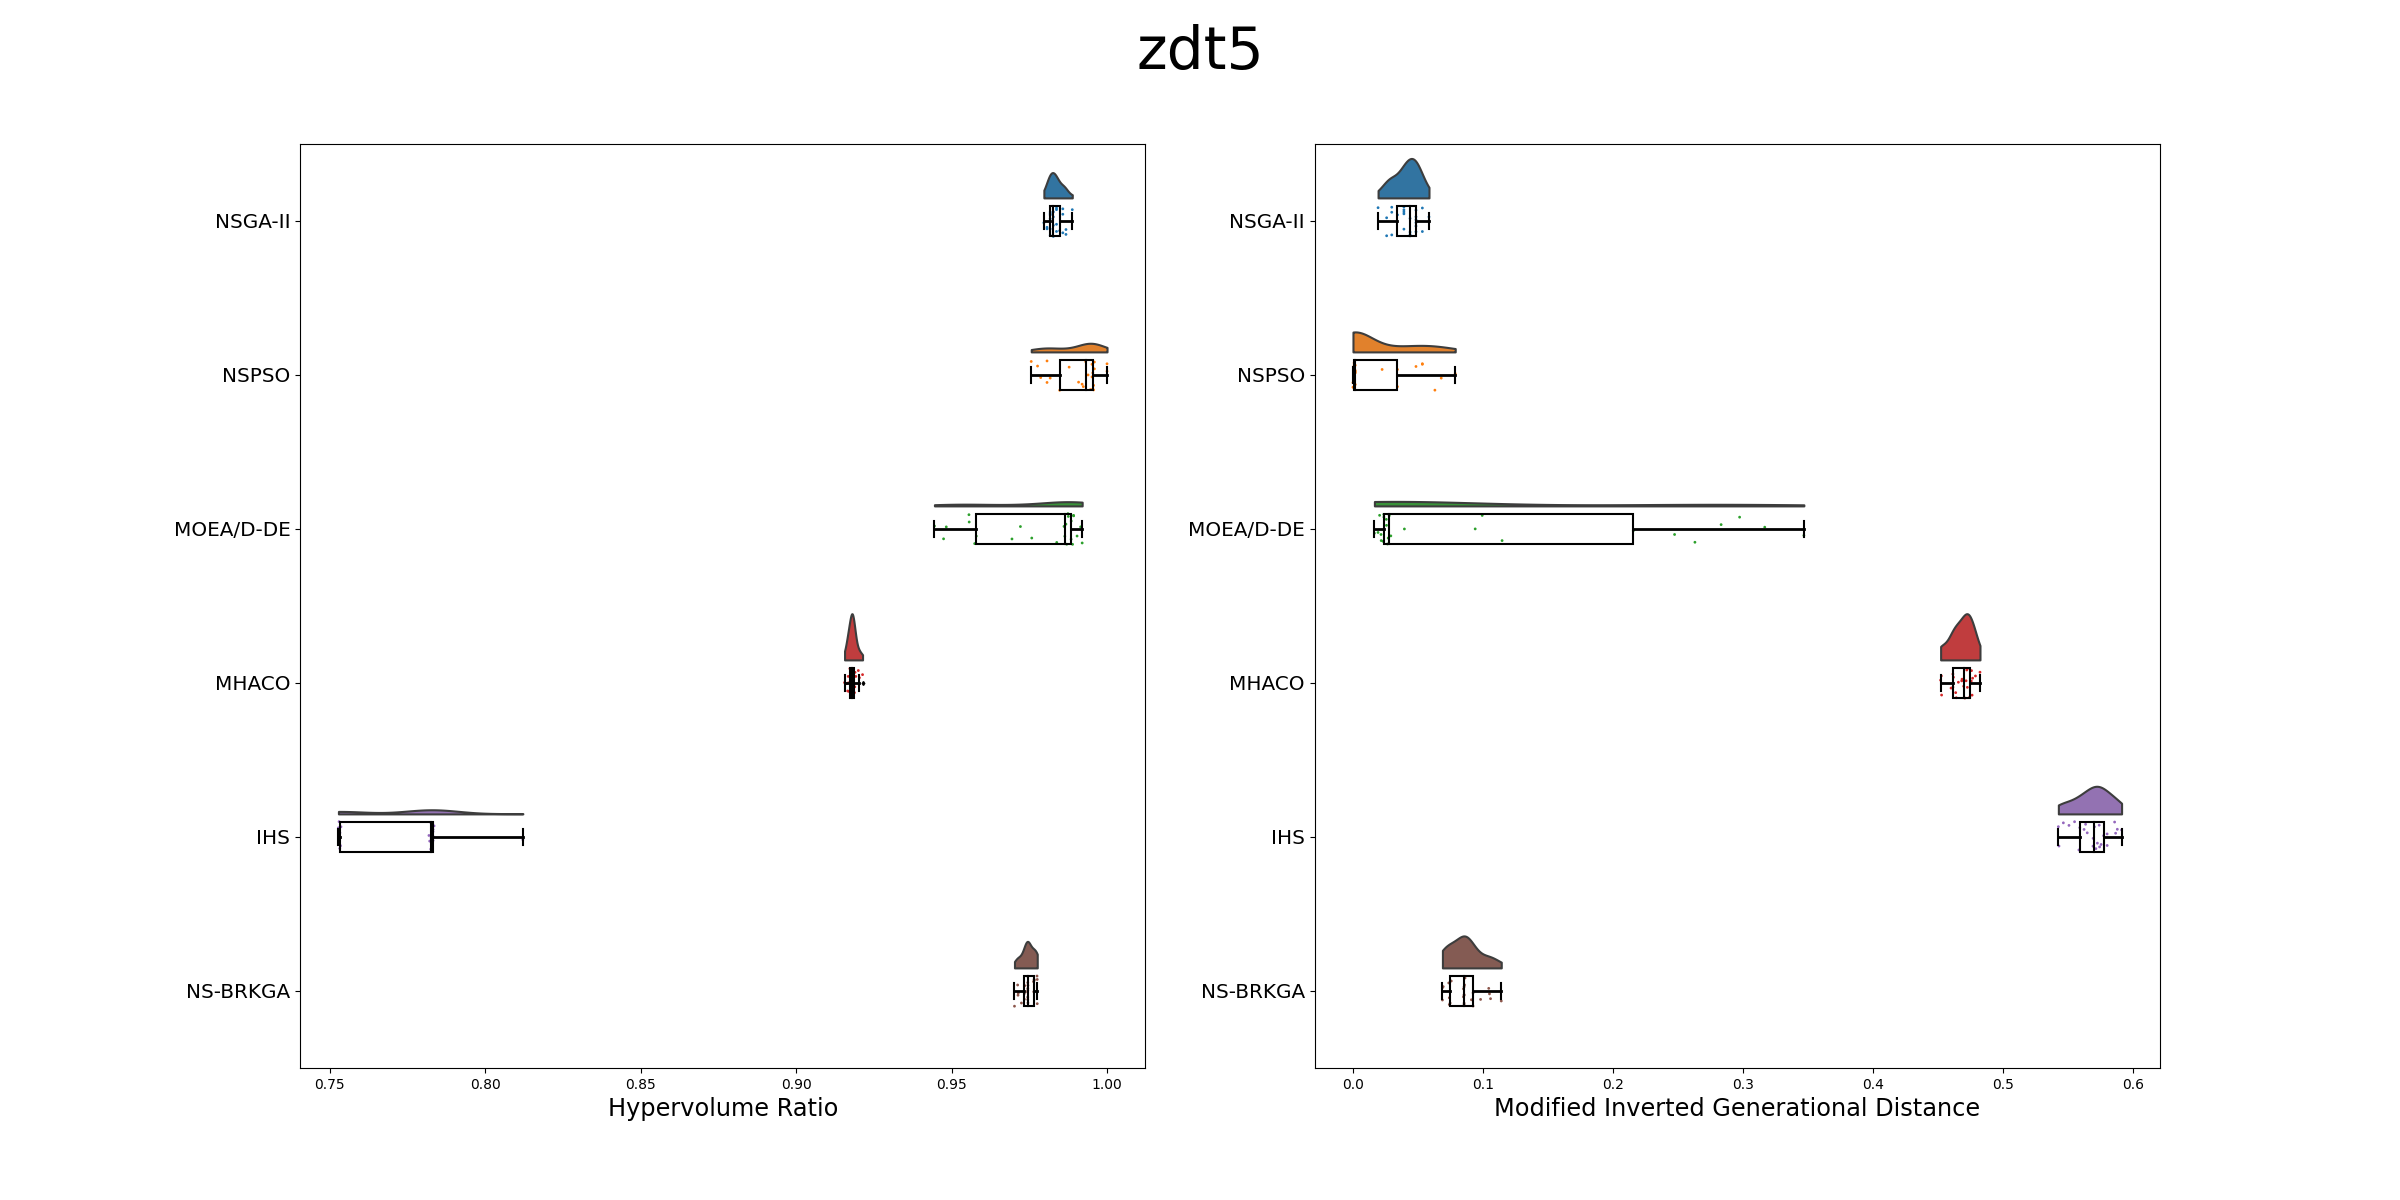 zdt5
NSGA-II
NSPSO
MOEA/D-DE
MHACO
IHS
NS-BRKGA
0.75 0.80 0.85 0.90 0.95 1.00
Hypervolume Ratio
NSGA-II
NSPSO
MOEA/D-DE
MHACO
IHS
NS-BRKGA
0.0 0.1 0.2 0.3 0.4 0.5 0.6
Modified Inverted Generational Distance